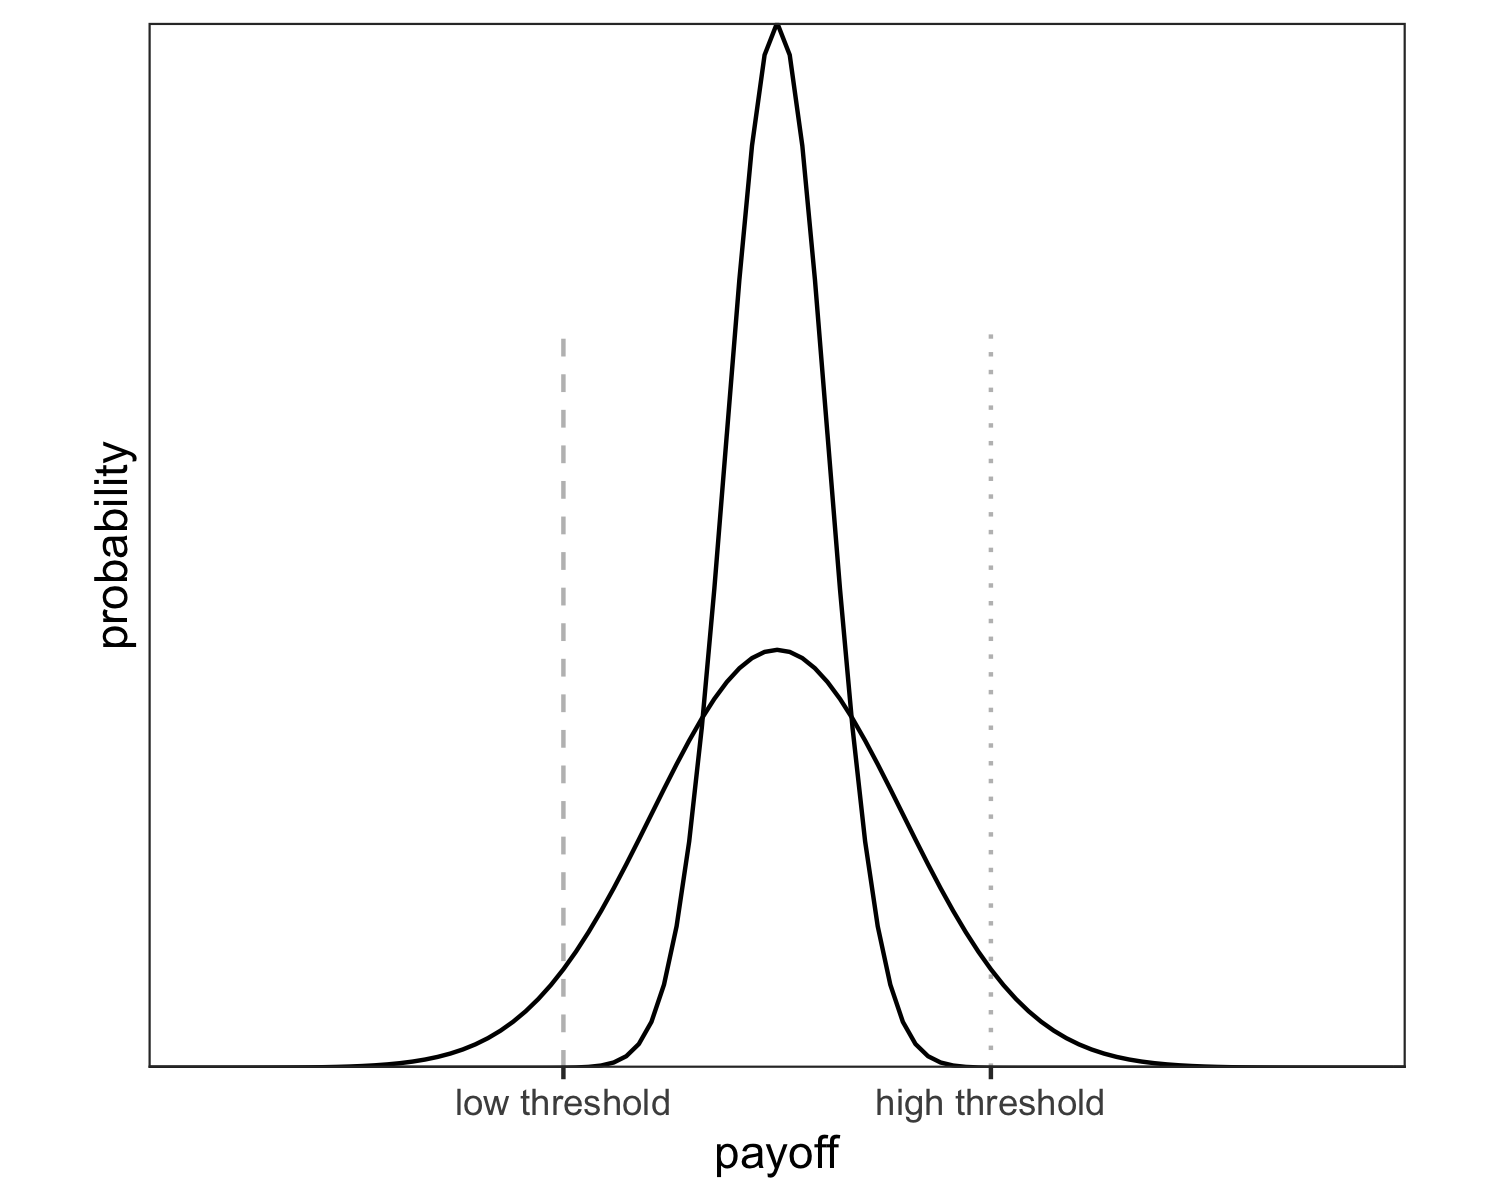 probability
low threshold
high threshold
payoff